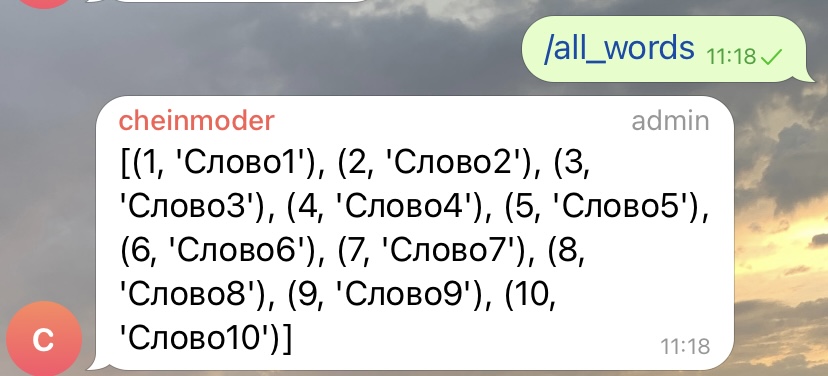 /all_words 11:18
cheinmoder admin
[(1, 'Слово1'), (2, 'Слово2'), (3,
'Слово3'), (4, 'Слово4'), (5, 'Слово5'),
(6, 'Слово6'), (7, 'Слово7'), (8,
'Слово8'), (9, 'Слово9'), (10,
'Слово10')]
11:18
C